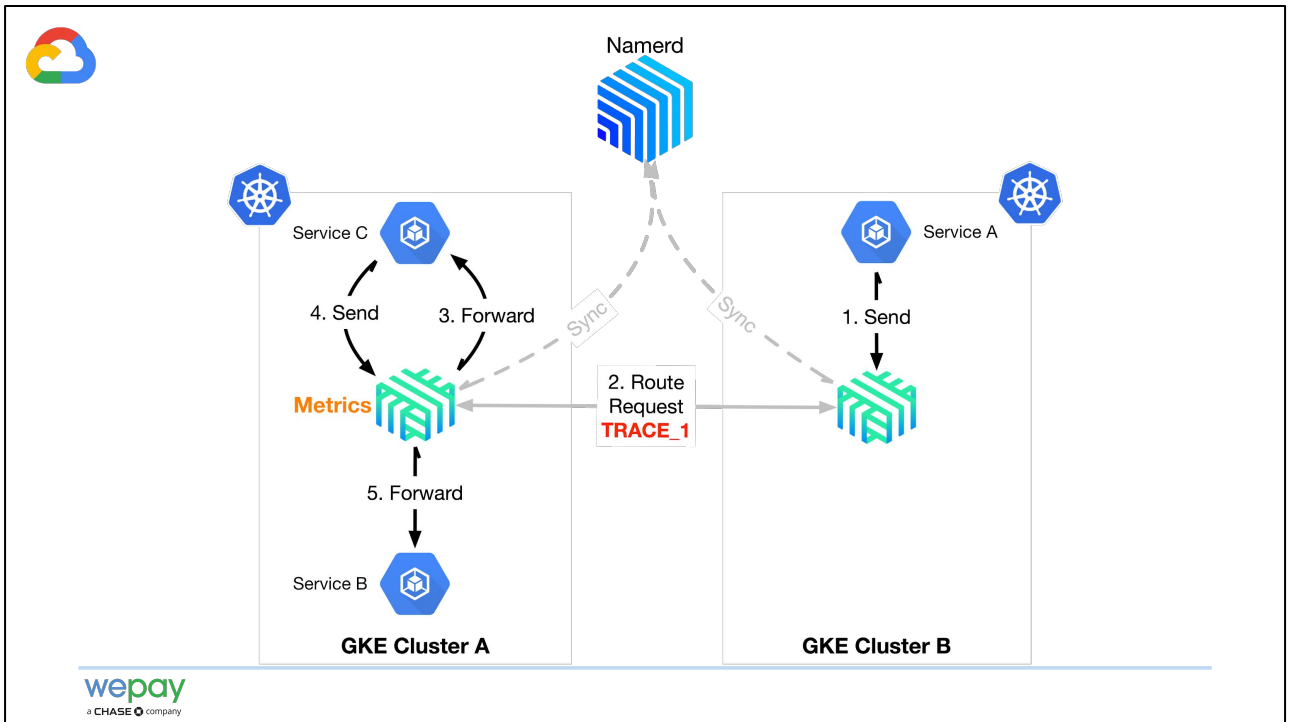 Namerd
Service C
Service A
4. Send
3. Forward
Sync
Sync
1. Send
2. Route
Request
TRACE_1
Metrics
5. Forward
Service B
GKE Cluster A
GKE Cluster B
wepay
a CHASE company